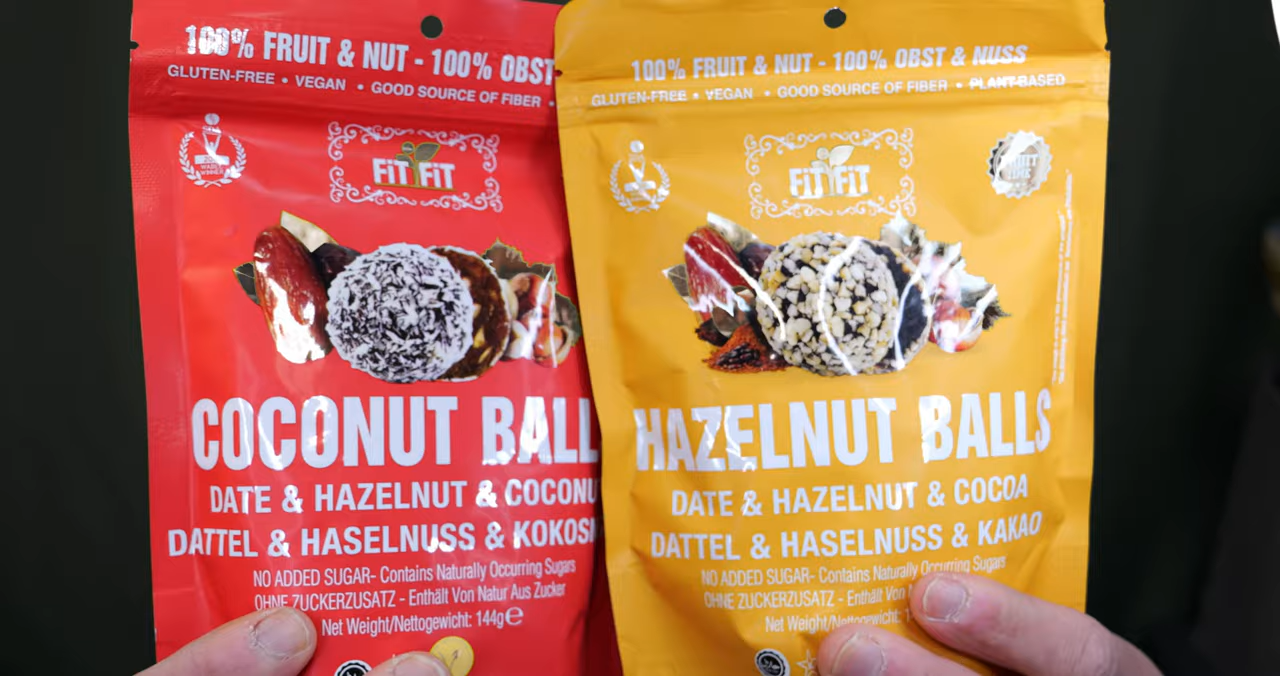 100% FRUIT & NUT - 100% OBST
GLUTEN-FREE • VEGAN • GOOD SOURCE OF FIBER •
WINNER
FiT FiT
COCONUT BALL
DATE & HAZELNUT & COCONU
DATTEL & HASELNUSS & KOKOS
NO ADDED SUGAR- Contains Naturally Occurring Sugars
OHNE ZUCKERZUSATZ - Enthält Von Natur Aus Zucker
Net Weight/Nettogewicht: 144g℮
100% FRUIT & NUT - 100% OBST & NUSS
GLUTEN-FREE • VEGAN • GOOD SOURCE OF FIBER • PLANT-BASED
FiT FiT
HAZELNUT BALLS
DATE & HAZELNUT & COCOA
DATTEL & HASELNUSS & KAKAO
NO ADDED SUGAR- Contains Naturally Occurring Sugars
OHNE ZUCKERZUSATZ - Enthält Von
Net Weight/Nettogewicht: